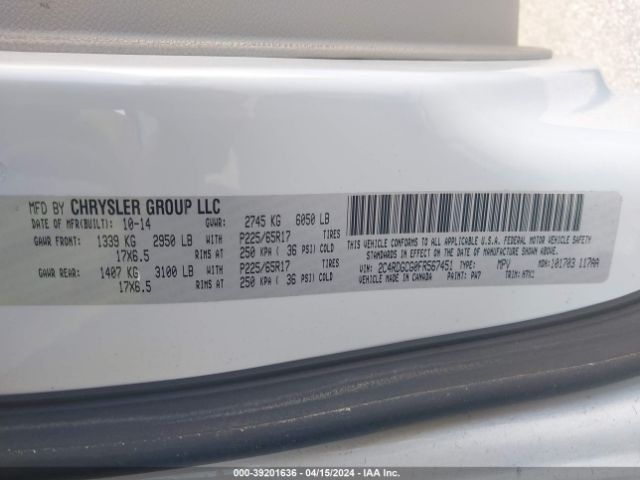 MFD BY CHRYSLER GROUP LLC
DATE OF MFR(BUILT): 10-14 GVWR: 2745 KG 6050 LB
GAWR FRONT: 1339 KG 2950 LB WITH P225/65R17 TIRES
17X6.5 RIMS AT 250 KPA ( 36 PSI) COLD
GAWR REAR: 1407 KG 3100 LB WITH P225/65R17 TIRES
17X6.5 RIMS AT 250 KPA ( 36 PSI) COLD
THIS VEHICLE CONFORMS TO ALL APPLICABLE U.S.A. FEDERAL MOTOR VEHICLE SAFETY
STANDARDS IN EFFECT ON THE DATE OF MANUFACTURE SHOWN ABOVE.
VIN: 2C4RDGCG0FR567451 TYPE: MPV MDH: 101703 117AA
VEHICLE MADE IN CANADA PAINT: PW7 TRIM:
000-39201636 - 04/15/2024 - IAA Inc.